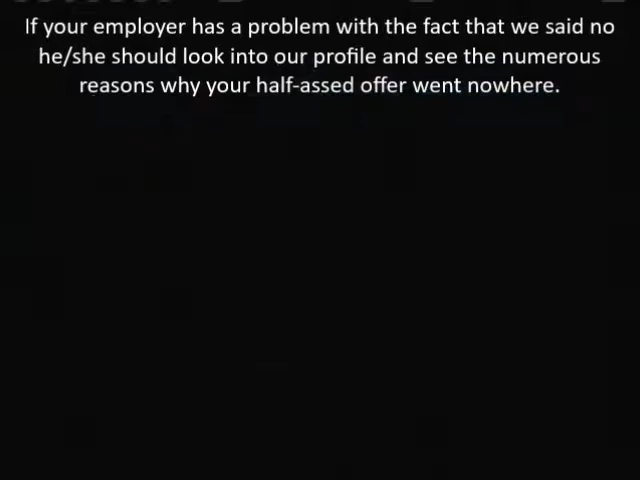 If your employer has a problem with the fact that we said no
he/she should look into our profile and see the numerous
reasons why your half-assed offer went nowhere.